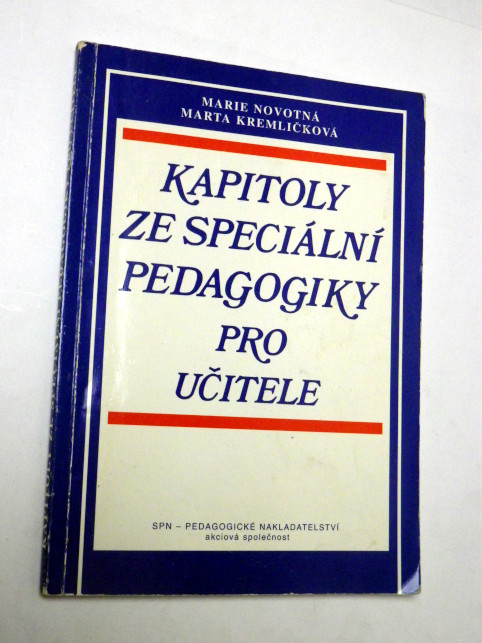 MARIE NOVOTNÁ
MARTA KREMLIČKOVÁ
KAPITOLY
ZE SPECIÁLNÍ
PEDAGOGIKY
PRO
UČITELE
SPN – PEDAGOGICKÉ NAKLADATELSTVÍ
akciová společnost